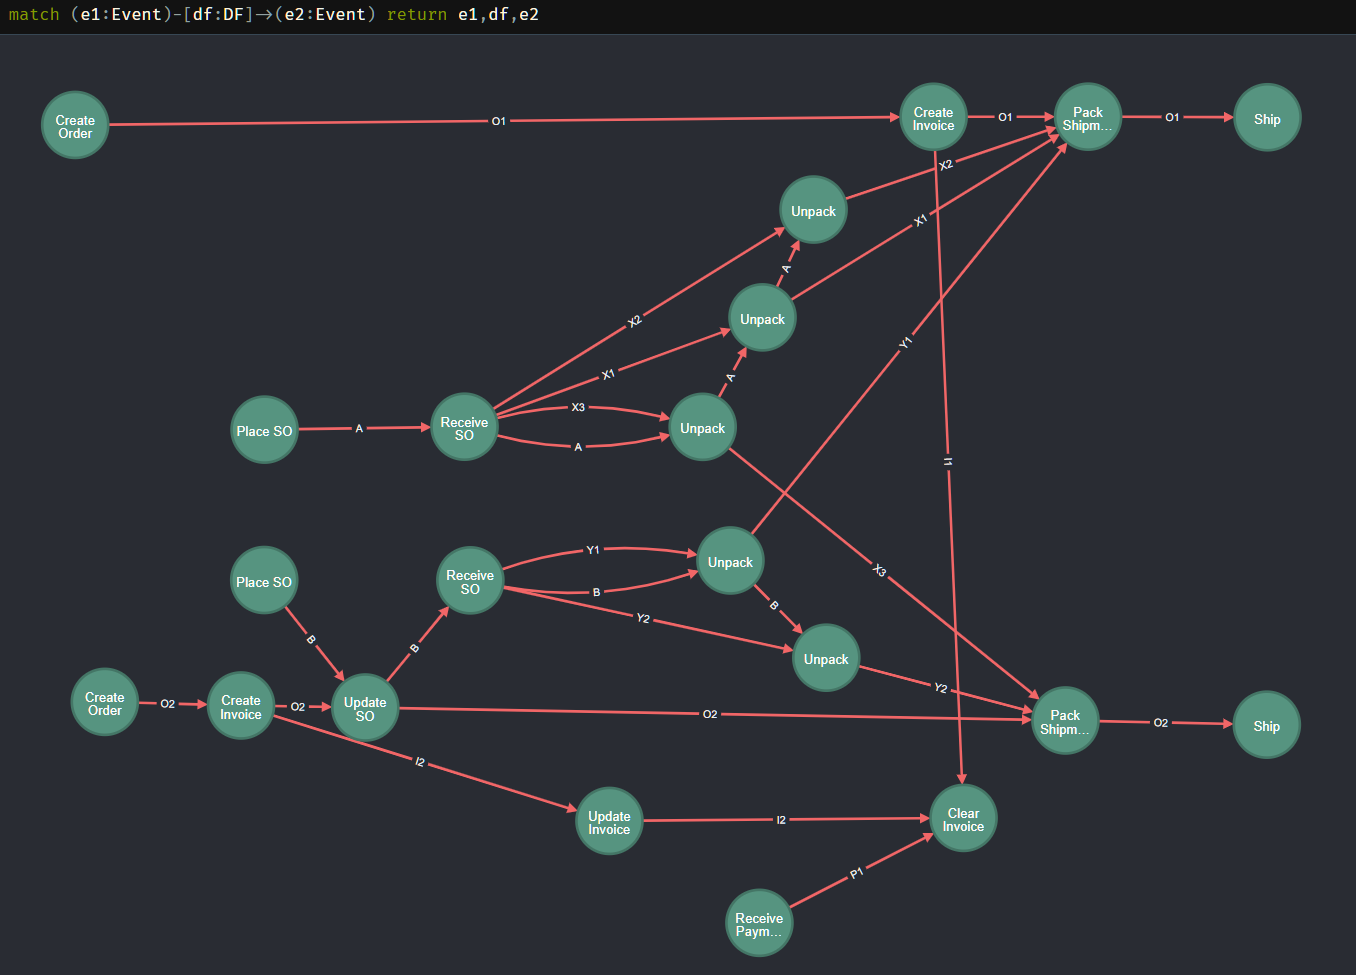 match (e1:Event)-[df:DF]→(e2:Event) return e1,df,e2
Create
Order
O1
Create
Invoice
O1
Pack
Shipm...
O1
Ship
X2
Unpack
X1
A
X2
Unpack
Y1
X1
A
Place SO
A
Receive
SO
X3
A
Unpack
I1
Place SO
B
Receive
SO
Y1
B
Y2
Unpack
B
X3
Unpack
Y2
B
Create
Order
O2
Create
Invoice
O2
Update
SO
O2
Pack
Shipm...
O2
Ship
I2
Update
Invoice
I2
Clear
Invoice
P1
Receive
Paym...